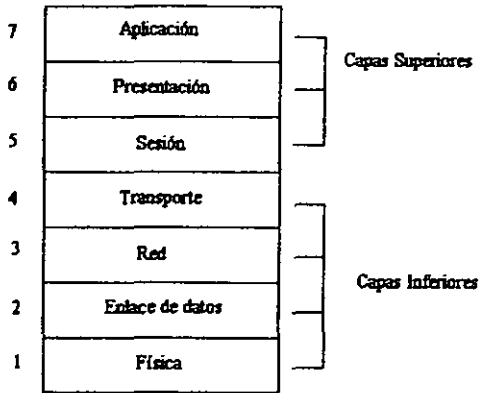 7 Aplicación
Capas Superiores
6 Presentación
5 Sesión
4 Transporte
3 Red
Capas Inferiores
2 Enlace de datos
1 Física